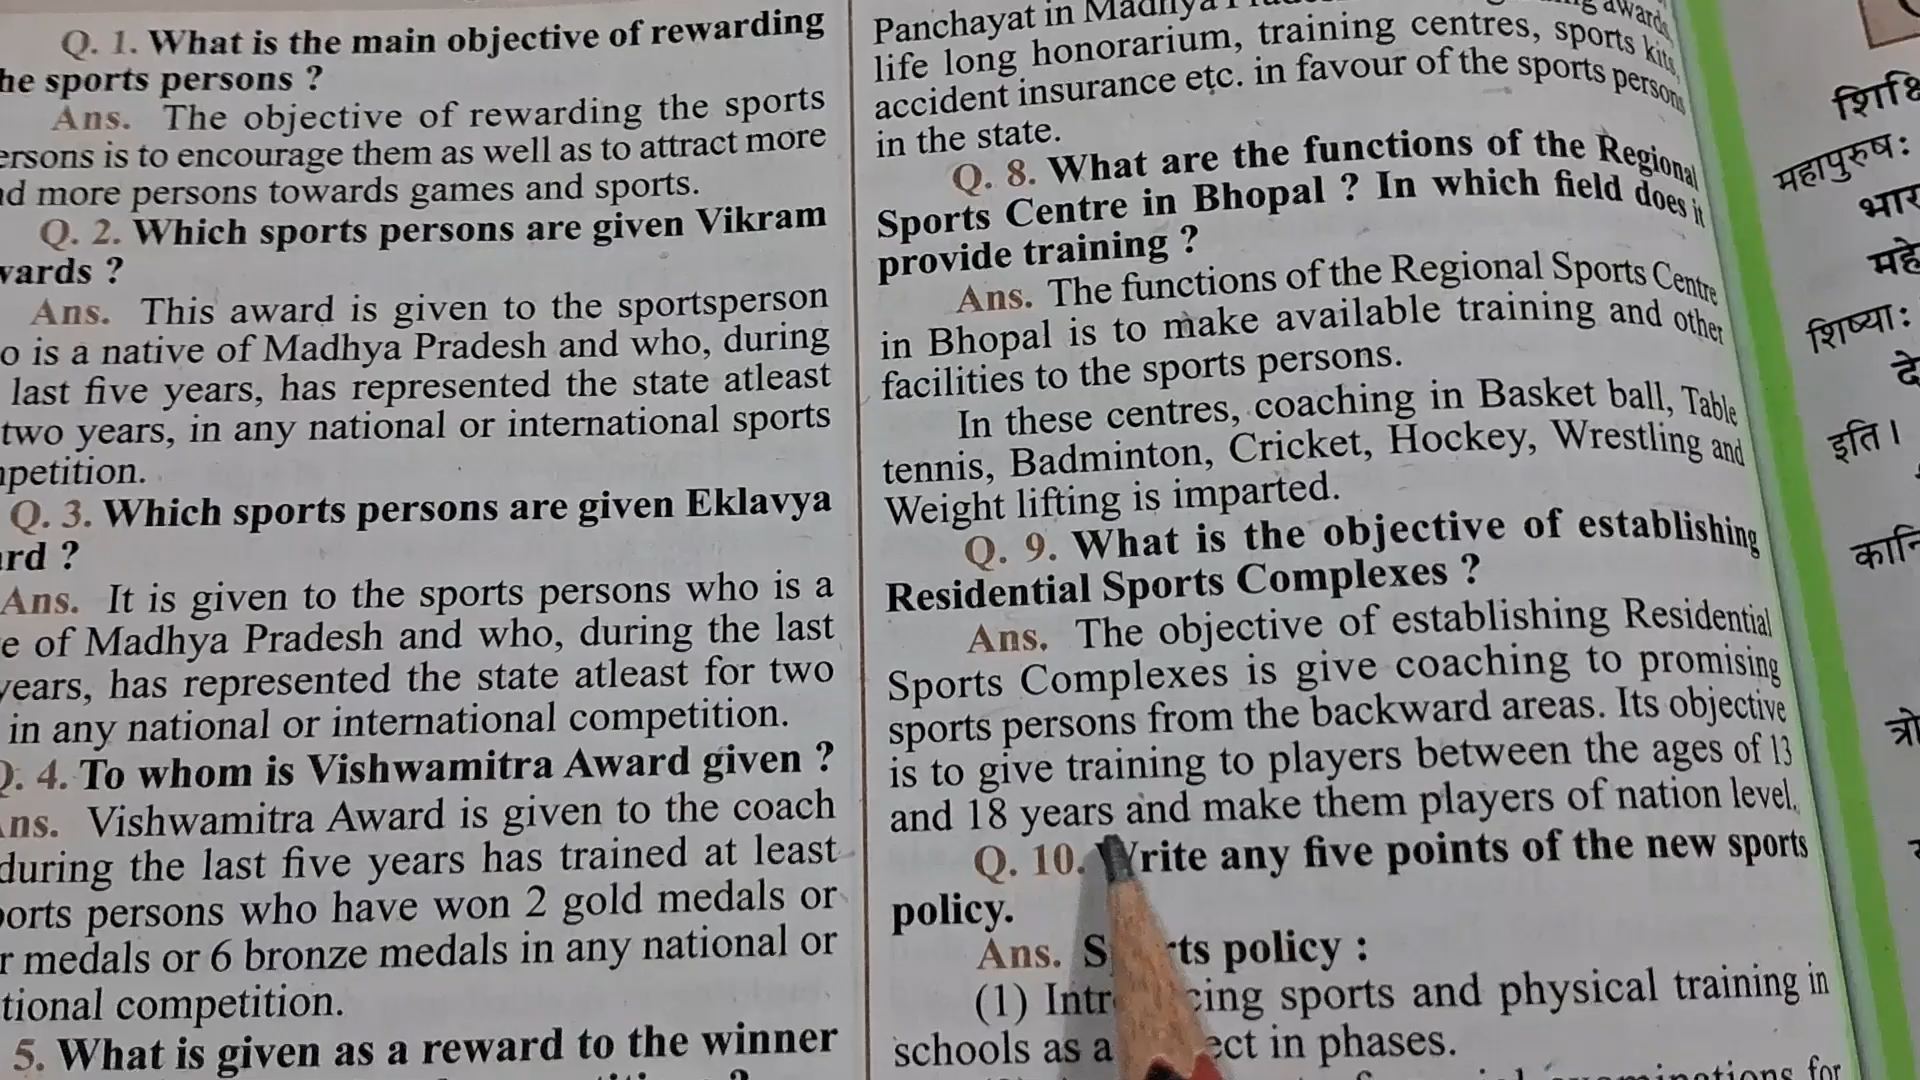 Q. 1. What is the main objective of rewarding
he sports persons ?
Ans. The objective of rewarding the sports
ersons is to encourage them as well as to attract more
nd more persons towards games and sports.
Q. 2. Which sports persons are given Vikram
wards ?
Ans. This award is given to the sportsperson
o is a native of Madhya Pradesh and who, during
last five years, has represented the state atleast
two years, in any national or international sports
mpetition.
Q. 3. Which sports persons are given Eklavya
ard ?
Ans. It is given to the sports persons who is a
e of Madhya Pradesh and who, during the last
years, has represented the state atleast for two
in any national or international competition.
Q. 4. To whom is Vishwamitra Award given ?
Ans. Vishwamitra Award is given to the coach
during the last five years has trained at least
ports persons who have won 2 gold medals or
r medals or 6 bronze medals in any national or
tional competition.
5. What is given as a reward to the winner
Panchayat in Madhya awards,
life long honorarium, training centres, sports kits,
accident insurance etc. in favour of the sports persons
in the state.
Q. 8. What are the functions of the Regional
Sports Centre in Bhopal ? In which field does it
provide training ?
Ans. The functions of the Regional Sports Centre
in Bhopal is to make available training and other
facilities to the sports persons.
In these centres, coaching in Basket ball, Table
tennis, Badminton, Cricket, Hockey, Wrestling and
Weight lifting is imparted.
Q. 9. What is the objective of establishing
Residential Sports Complexes ?
Ans. The objective of establishing Residential
Sports Complexes is give coaching to promising
sports persons from the backward areas. Its objective
is to give training to players between the ages of 13
and 18 years and make them players of nation level.
Q. 10. Write any five points of the new sports
policy.
Ans. Sports policy :
(1) Introducing sports and physical training in
schools as a ect in phases.
for
शिक्षि
महापुरुष:
भार
महे
शिष्या:
दे
इति ।
त्रो